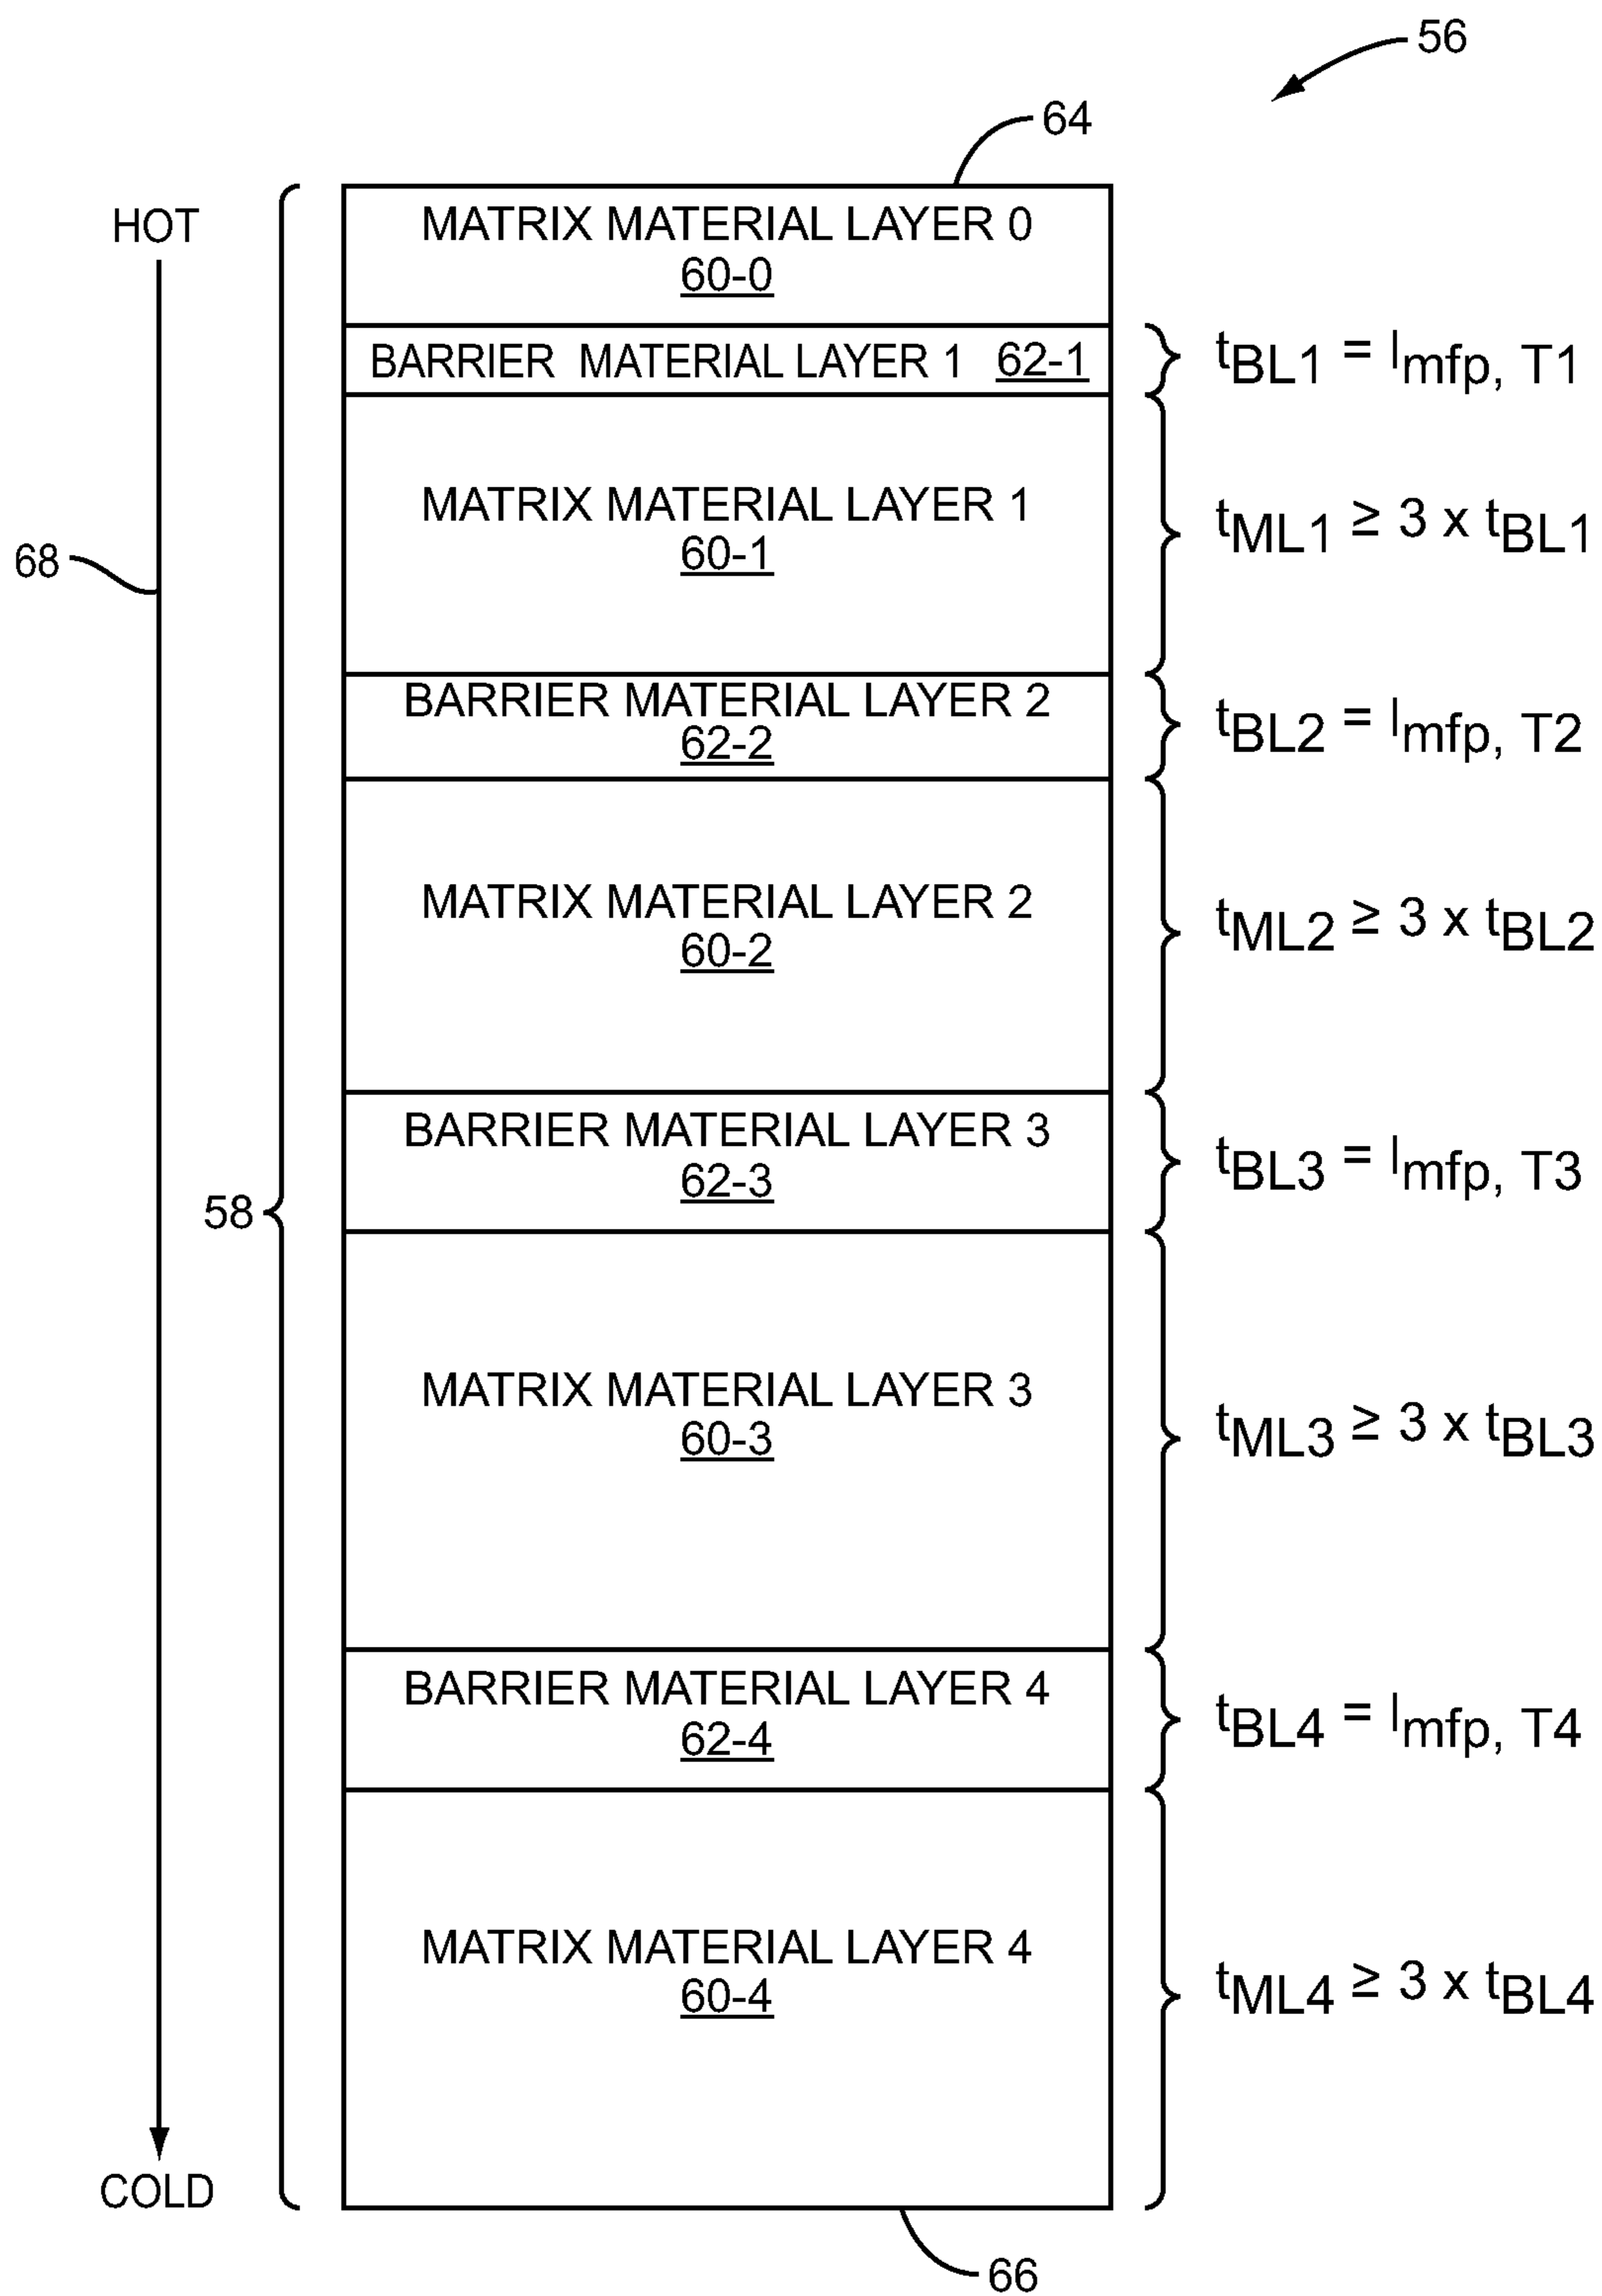 56
64
HOT
MATRIX MATERIAL LAYER 0
60-0
BARRIER MATERIAL LAYER 1 62-1
tBL1 = lmfp, T1
MATRIX MATERIAL LAYER 1
60-1
tML1 ≥ 3 x tBL1
68
BARRIER MATERIAL LAYER 2
62-2
tBL2 = lmfp, T2
MATRIX MATERIAL LAYER 2
60-2
tML2 ≥ 3 x tBL2
BARRIER MATERIAL LAYER 3
62-3
tBL3 = lmfp, T3
58
MATRIX MATERIAL LAYER 3
60-3
tML3 ≥ 3 x tBL3
BARRIER MATERIAL LAYER 4
62-4
tBL4 = lmfp, T4
MATRIX MATERIAL LAYER 4
60-4
tML4 ≥ 3 x tBL4
COLD
66